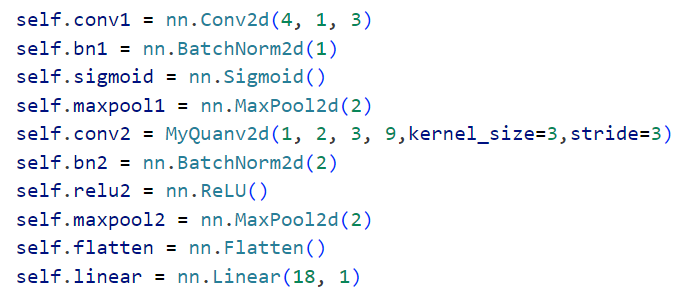 self.conv1 = nn.Conv2d(4, 1, 3)
self.bn1 = nn.BatchNorm2d(1)
self.sigmoid = nn.Sigmoid()
self.maxpool1 = nn.MaxPool2d(2)
self.conv2 = MyQuanv2d(1, 2, 3, 9,kernel_size=3,stride=3)
self.bn2 = nn.BatchNorm2d(2)
self.relu2 = nn.ReLU()
self.maxpool2 = nn.MaxPool2d(2)
self.flatten = nn.Flatten()
self.linear = nn.Linear(18, 1)